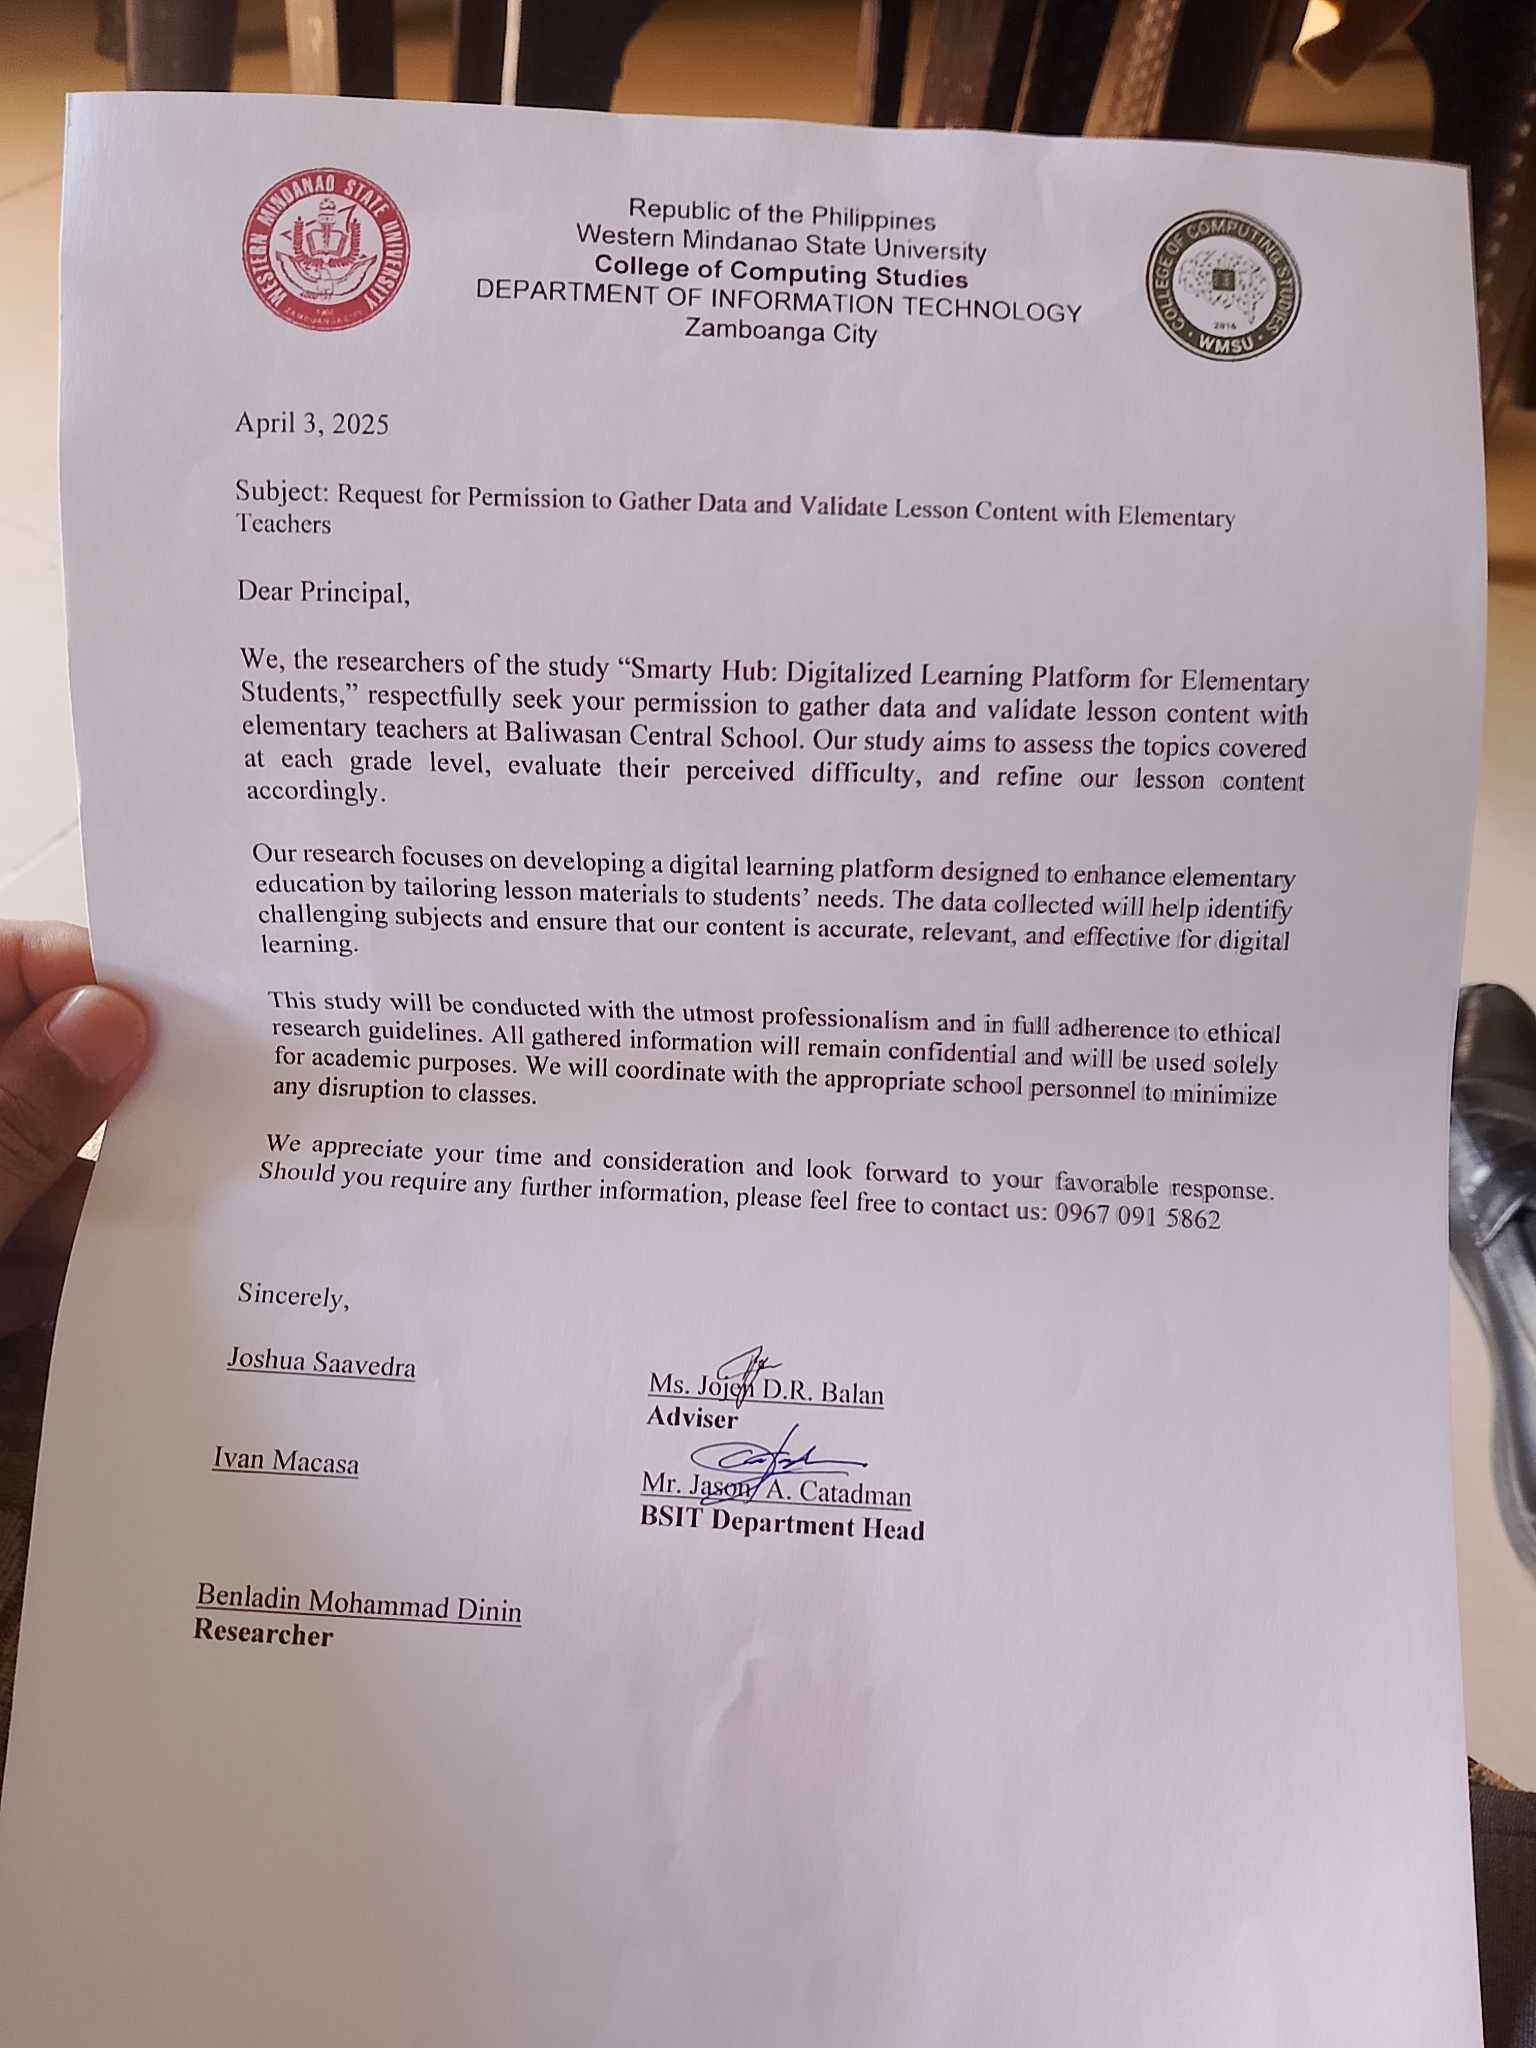 WESTERN MINDANAO STATE UNIVERSITY
ZAMBOANGA CITY
Republic of the Philippines
Western Mindanao State University
College of Computing Studies
DEPARTMENT OF INFORMATION TECHNOLOGY
Zamboanga City
COLLEGE OF COMPUTING STUDIES
2016
· WMSU ·
April 3, 2025
Subject: Request for Permission to Gather Data and Validate Lesson Content with Elementary
Teachers
Dear Principal,
We, the researchers of the study “Smarty Hub: Digitalized Learning Platform for Elementary
Students,” respectfully seek your permission to gather data and validate lesson content with
elementary teachers at Baliwasan Central School. Our study aims to assess the topics covered
at each grade level, evaluate their perceived difficulty, and refine our lesson content
accordingly.
Our research focuses on developing a digital learning platform designed to enhance elementary
education by tailoring lesson materials to students’ needs. The data collected will help identify
challenging subjects and ensure that our content is accurate, relevant, and effective for digital
learning.
This study will be conducted with the utmost professionalism and in full adherence to ethical
research guidelines. All gathered information will remain confidential and will be used solely
for academic purposes. We will coordinate with the appropriate school personnel to minimize
any disruption to classes.
We appreciate your time and consideration and look forward to your favorable response.
Should you require any further information, please feel free to contact us: 0967 091 5862
Sincerely,
Joshua Saavedra
Ms. Jojen D.R. Balan
Adviser
Ivan Macasa
Mr. Jason A. Catadman
BSIT Department Head
Benladin Mohammad Dinin
Researcher